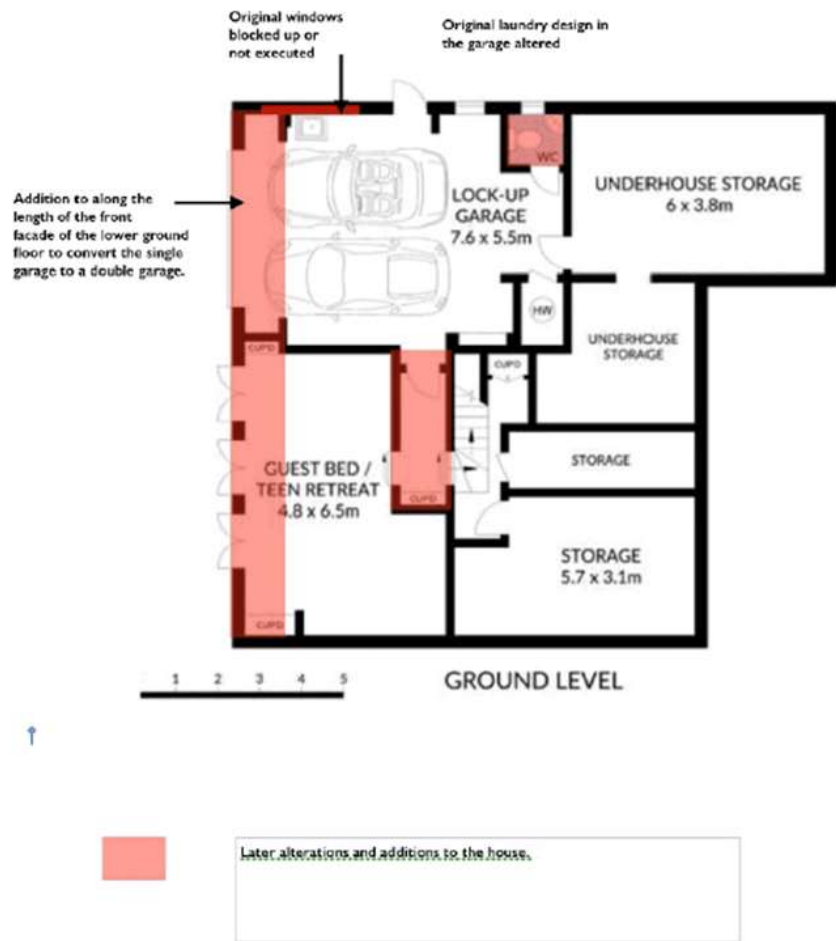 Original windows
blocked up or
not executed
Original laundry design in
the garage altered
Addition to along the
length of the front
facade of the lower ground
floor to convert the single
garage to a double garage.
WC
LOCK-UP
GARAGE
7.6 x 5.5m
UNDERHOUSE STORAGE
6 x 3.8m
HW
UNDERHOUSE
STORAGE
CUP'D
CUP'D
GUEST BED /
TEEN RETREAT
4.8 x 6.5m
CUP'D
STORAGE
STORAGE
5.7 x 3.1m
CUP'D
1 2 3 4 5
GROUND LEVEL
Later alterations and additions to the house.